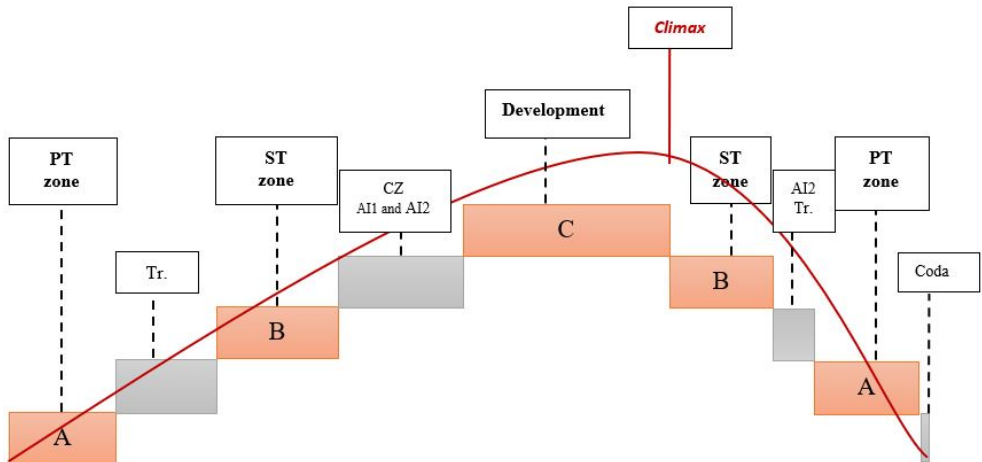 Climax
Development
PT
zone
ST
zone
CZ
AI1 and AI2
ST
zone
AI2
Tr.
PT
zone
Tr.
Coda
C
B
B
A
A